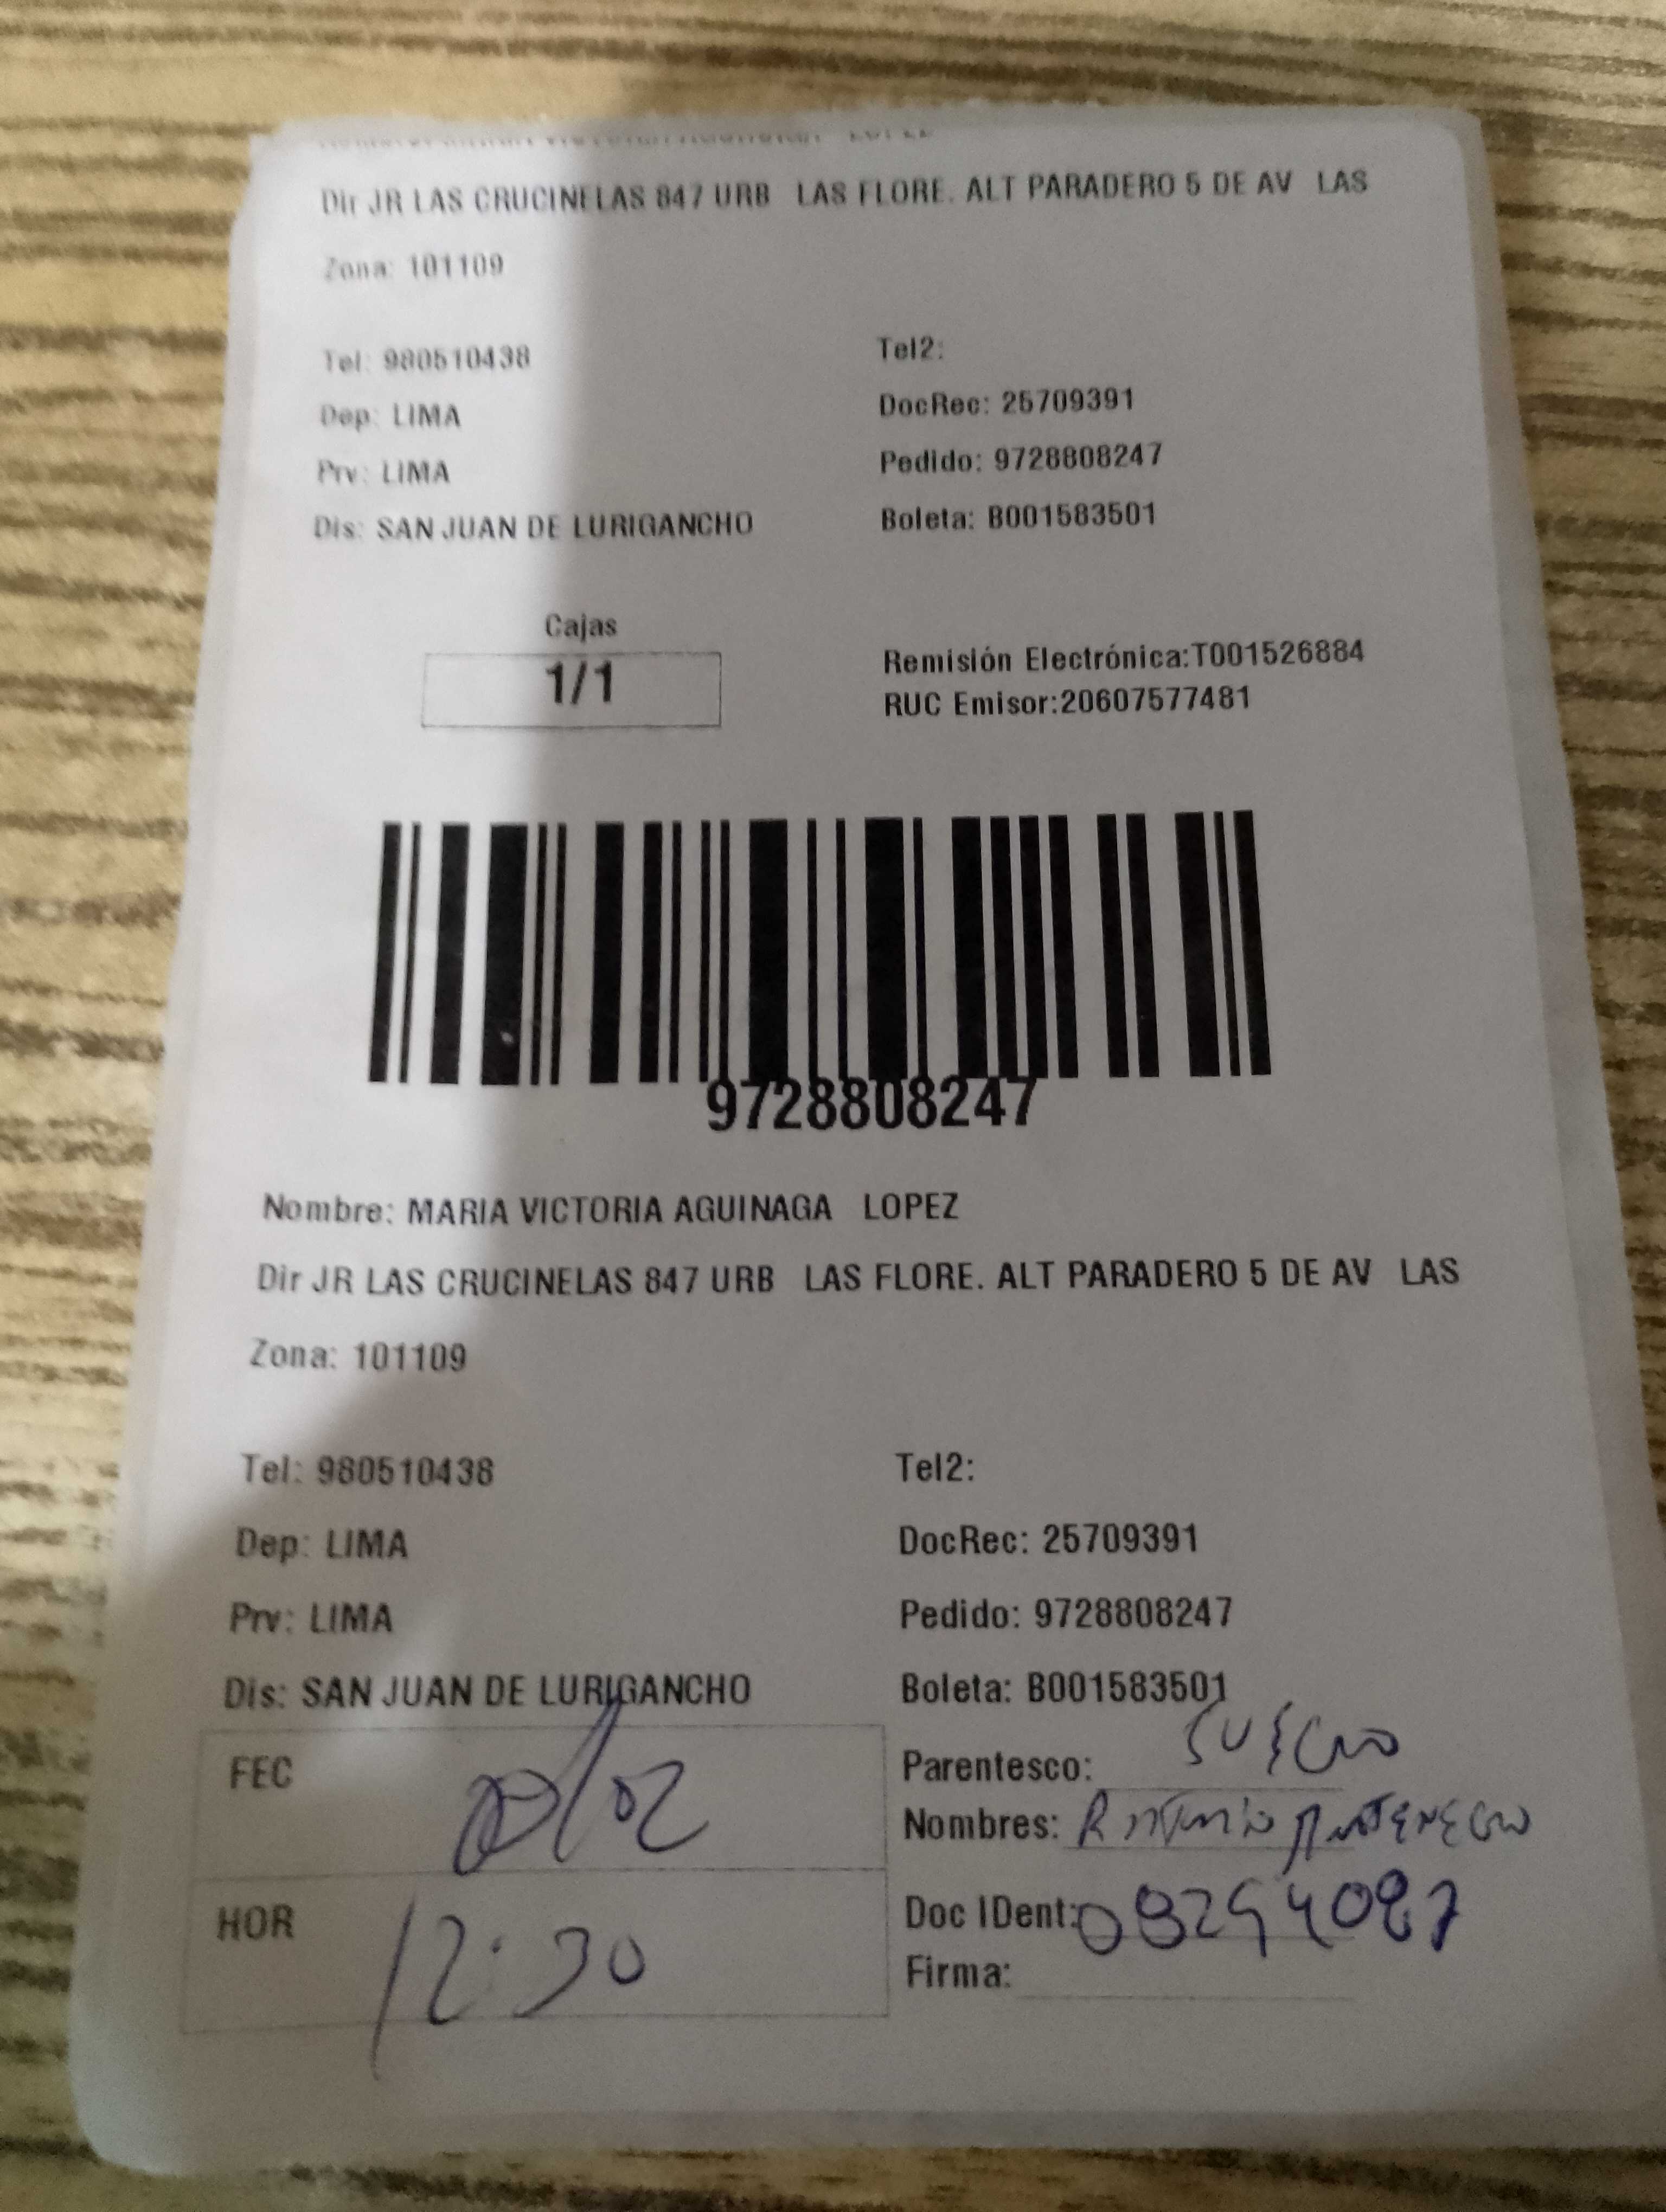 LOPEZ
Dir JR LAS CRUCINELAS 847 URB LAS FLORE. ALT PARADERO 5 DE AV LAS
Zona: 101109
Tel: 980510438 Tel2:
Dep: LIMA DocRec: 25709391
Prv: LIMA Pedido: 9728808247
Dis: SAN JUAN DE LURIGANCHO Boleta: B001583501
Cajas
1/1
Remisión Electrónica:T001526884
RUC Emisor:20607577481
9728808247
Nombre: MARIA VICTORIA AGUINAGA LOPEZ
Dir JR LAS CRUCINELAS 847 URB LAS FLORE. ALT PARADERO 5 DE AV LAS
Zona: 101109
Tel: 980510438 Tel2:
Dep: LIMA DocRec: 25709391
Prv: LIMA Pedido: 9728808247
Dis: SAN JUAN DE LURIGANCHO Boleta: B001583501
FEC
Parentesco: SUEGRO
Nombres:
HOR 12:30
Doc IDent:
Firma: